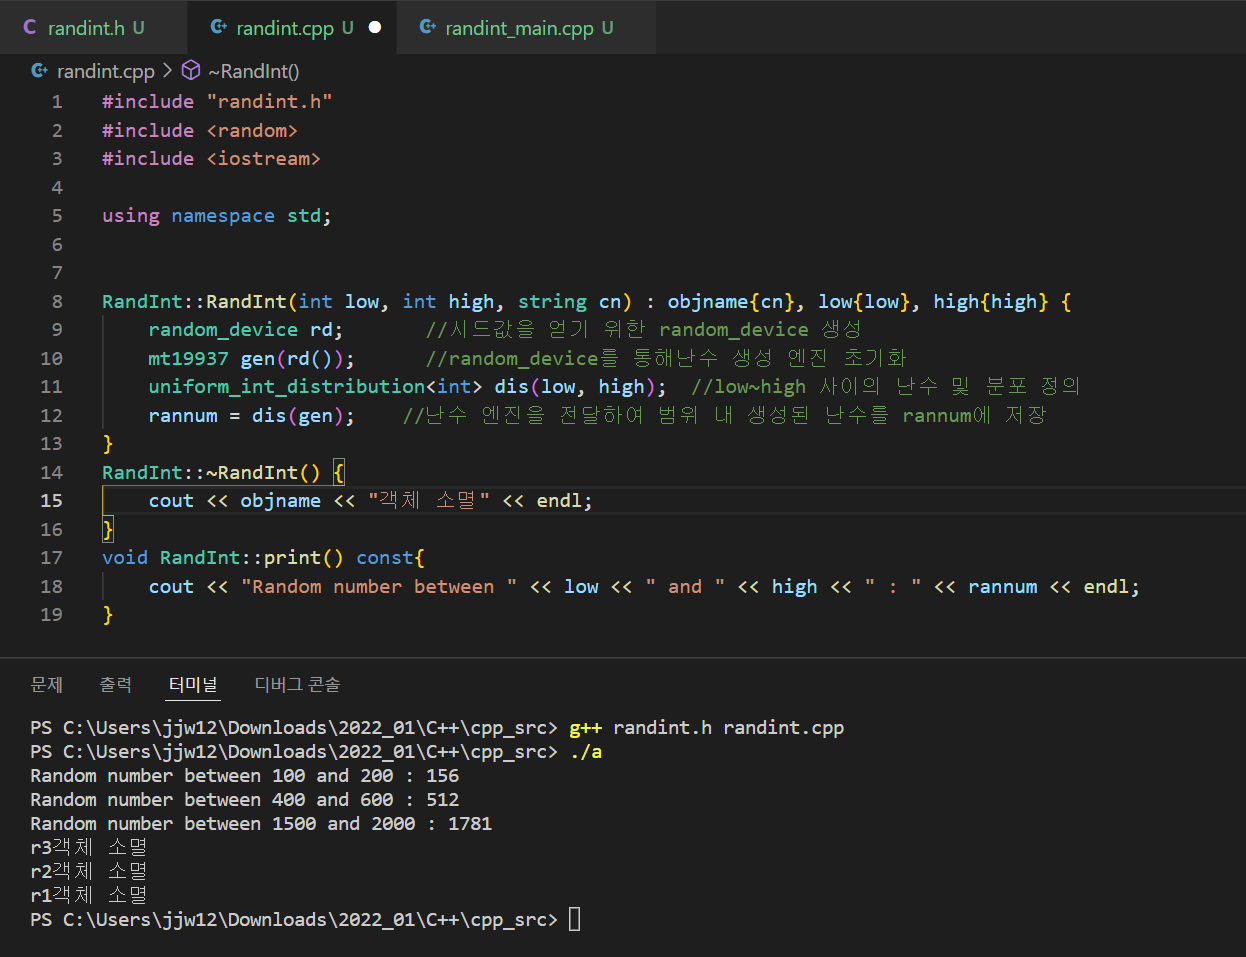 randint.h U randint.cpp U randint_main.cpp U
randint.cpp > ~RandInt()
1 #include "randint.h"
2 #include <random>
3 #include <iostream>
4
5 using namespace std;
6
7
8 RandInt::RandInt(int low, int high, string cn) : objname{cn}, low{low}, high{high} {
9 random_device rd; //시드값을 얻기 위한 random_device 생성
10 mt19937 gen(rd()); //random_device를 통해난수 생성 엔진 초기화
11 uniform_int_distribution<int> dis(low, high); //low~high 사이의 난수 및 분포 정의
12 rannum = dis(gen); //난수 엔진을 전달하여 범위 내 생성된 난수를 rannum에 저장
13 }
14 RandInt::~RandInt() {
15 cout << objname << "객체 소멸" << endl;
16 }
17 void RandInt::print() const{
18 cout << "Random number between " << low << " and " << high << " : " << rannum << endl;
19 }
문제 출력 터미널 디버그 콘솔
PS C:\Users\jjw12\Downloads\2022_01\C++\cpp_src> g++ randint.h randint.cpp
PS C:\Users\jjw12\Downloads\2022_01\C++\cpp_src> ./a
Random number between 100 and 200 : 156
Random number between 400 and 600 : 512
Random number between 1500 and 2000 : 1781
r3객체 소멸
r2객체 소멸
r1객체 소멸
PS C:\Users\jjw12\Downloads\2022_01\C++\cpp_src>